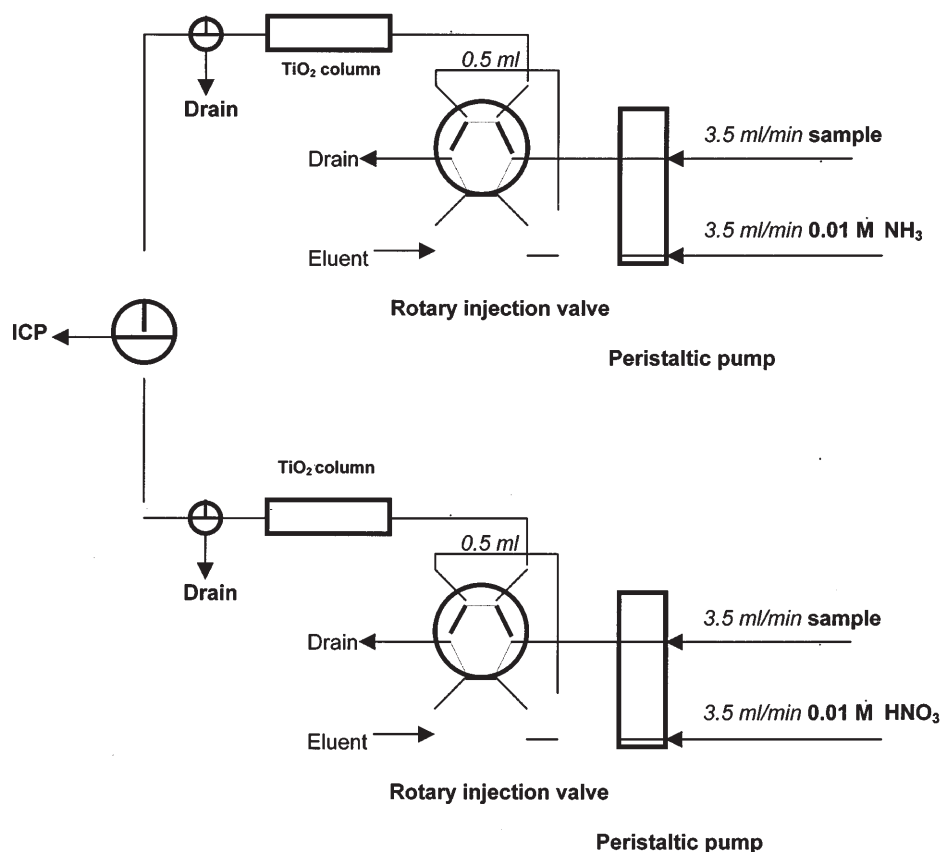 TiO₂ column
0.5 ml
Drain
3.5 ml/min sample
Drain
3.5 ml/min 0.01 M NH₃
Eluent
Rotary injection valve
ICP
Peristaltic pump
TiO₂ column
0.5 ml
Drain
3.5 ml/min sample
Drain
3.5 ml/min 0.01 M HNO₃
Eluent
Rotary injection valve
Peristaltic pump